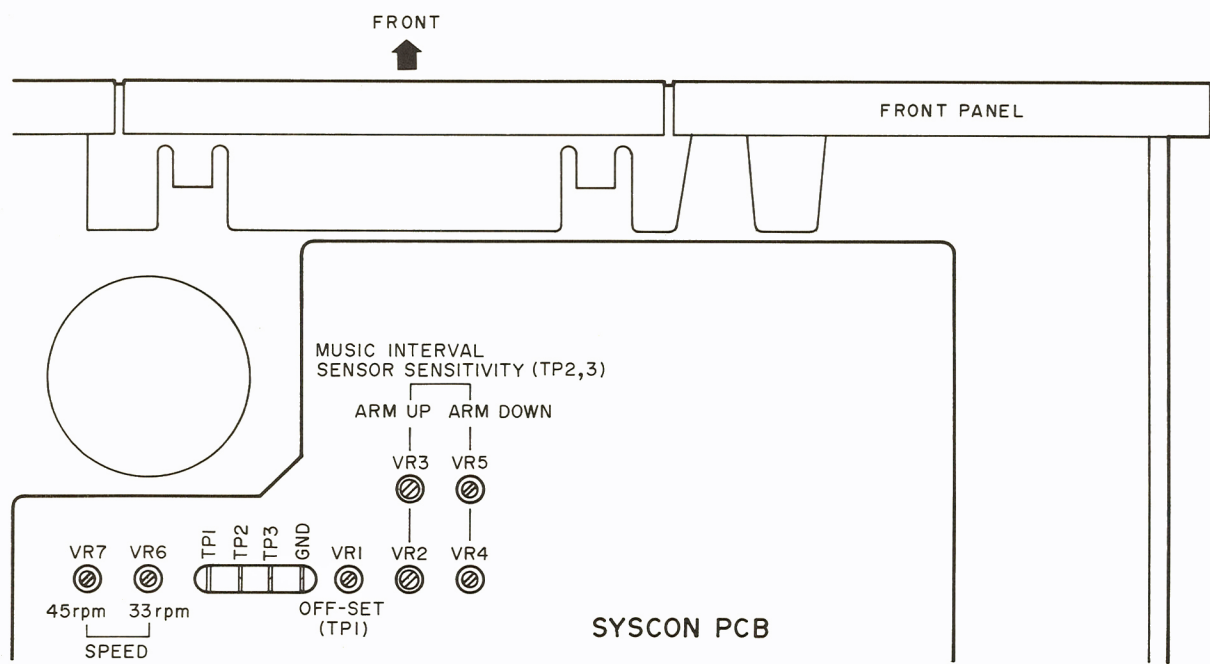 FRONT
FRONT PANEL
MUSIC INTERVAL
SENSOR SENSITIVITY (TP2,3)
ARM UP ARM DOWN
VR3 VR5
TP1 TP2 TP3 GND
VR7 VR6 VR1 VR2 VR4
45rpm 33rpm
SPEED
OFF-SET
(TP1)
SYSCON PCB